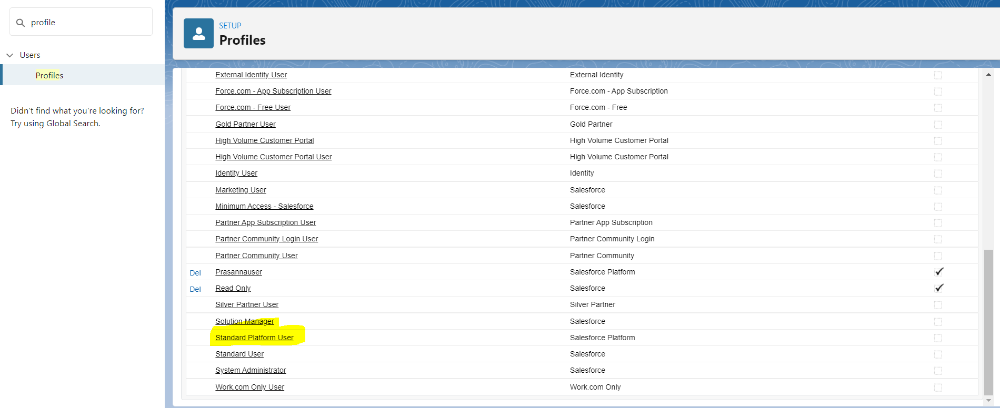 profile
Users
Profiles
Didn't find what you're looking for?
Try using Global Search.
SETUP
Profiles
External Identity User External Identity
Force.com - App Subscription User Force.com - App Subscription
Force.com - Free User Force.com - Free
Gold Partner User Gold Partner
High Volume Customer Portal High Volume Customer Portal
High Volume Customer Portal User High Volume Customer Portal
Identity User Identity
Marketing User Salesforce
Minimum Access - Salesforce Salesforce
Partner App Subscription User Partner App Subscription
Partner Community Login User Partner Community Login
Partner Community User Partner Community
Del Prasannauser Salesforce Platform
Del Read Only Salesforce
Silver Partner User Silver Partner
Solution Manager Salesforce
Standard Platform User Salesforce Platform
Standard User Salesforce
System Administrator Salesforce
Work.com Only User Work.com Only